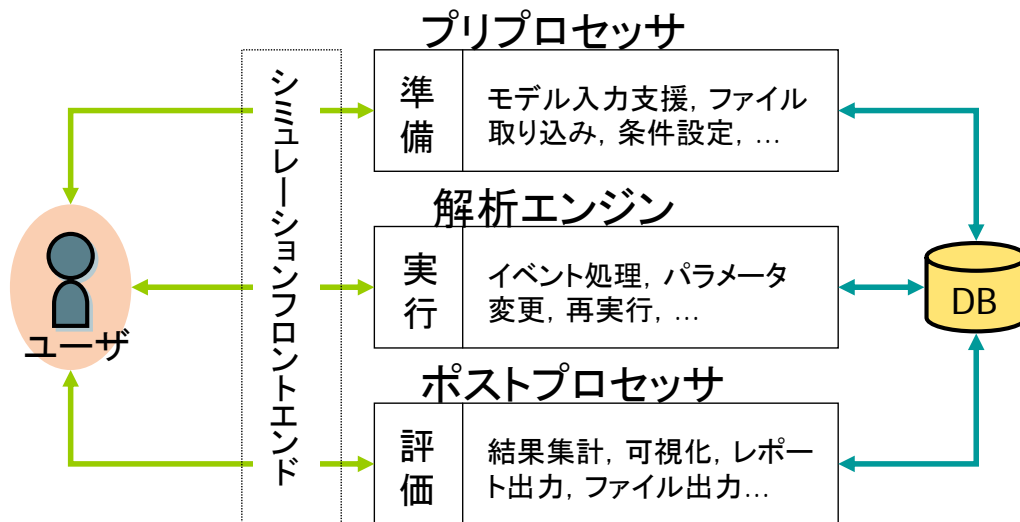 プリプロセッサ
準備
モデル入力支援, ファイル
取り込み, 条件設定, …
シミュレーションフロントエンド
解析エンジン
実行
イベント処理, パラメータ
変更, 再実行, …
ユーザ
DB
ポストプロセッサ
評価
結果集計, 可視化, レポー
ト出力, ファイル出力…